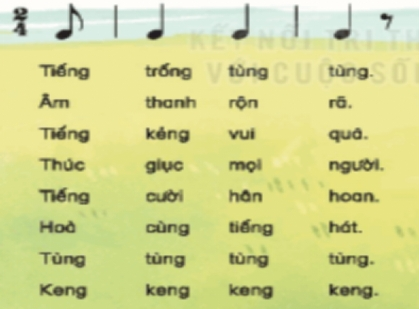 2 4
KẾT NỐI TRI TH
VỚI CUỘC SỐN
Tiếng trống tùng tùng.
Âm thanh rộn rã.
Tiếng kẻng vui quá.
Thúc giục mọi người.
Tiếng cười hân hoan.
Hoà cùng tiếng hát.
Tùng tùng tùng tùng.
Keng keng keng keng.